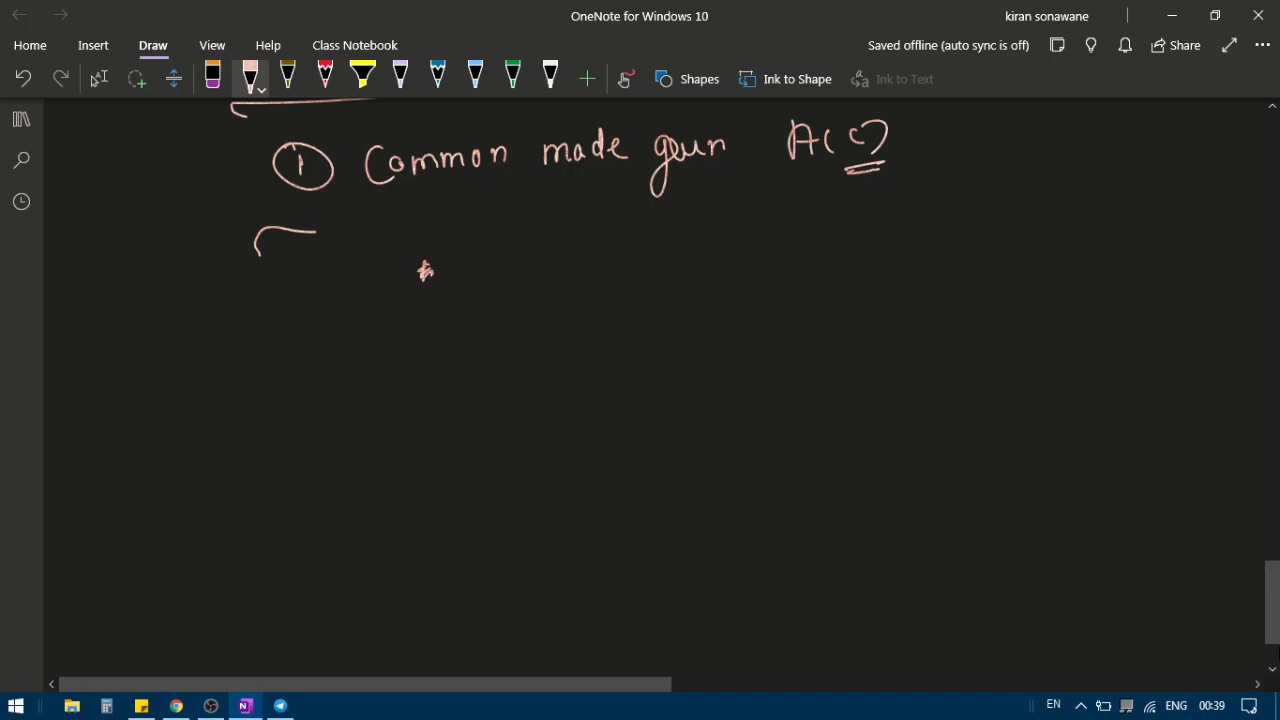 OneNote for Windows 10
kiran sonawane
Home
Insert
Draw
View
Help
Class Notebook
Saved offline (auto sync is off)
Share
Shapes
Ink to Shape
Ink to Text
1 Common made
A(C)
EN
ENG
00:39